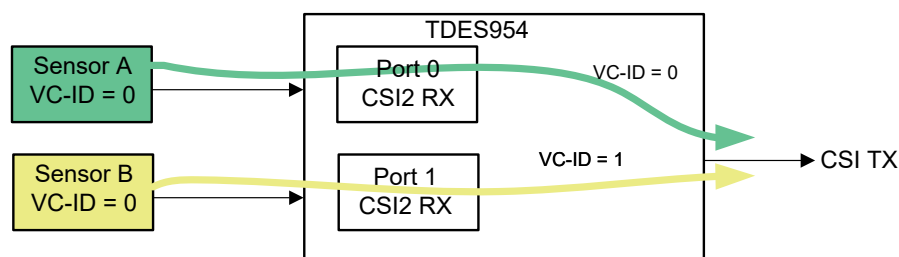 TDES954
Sensor A
VC-ID = 0
Port 0
CSI2 RX
VC-ID = 0
Sensor B
VC-ID = 0
Port 1
CSI2 RX
VC-ID = 1
CSI TX